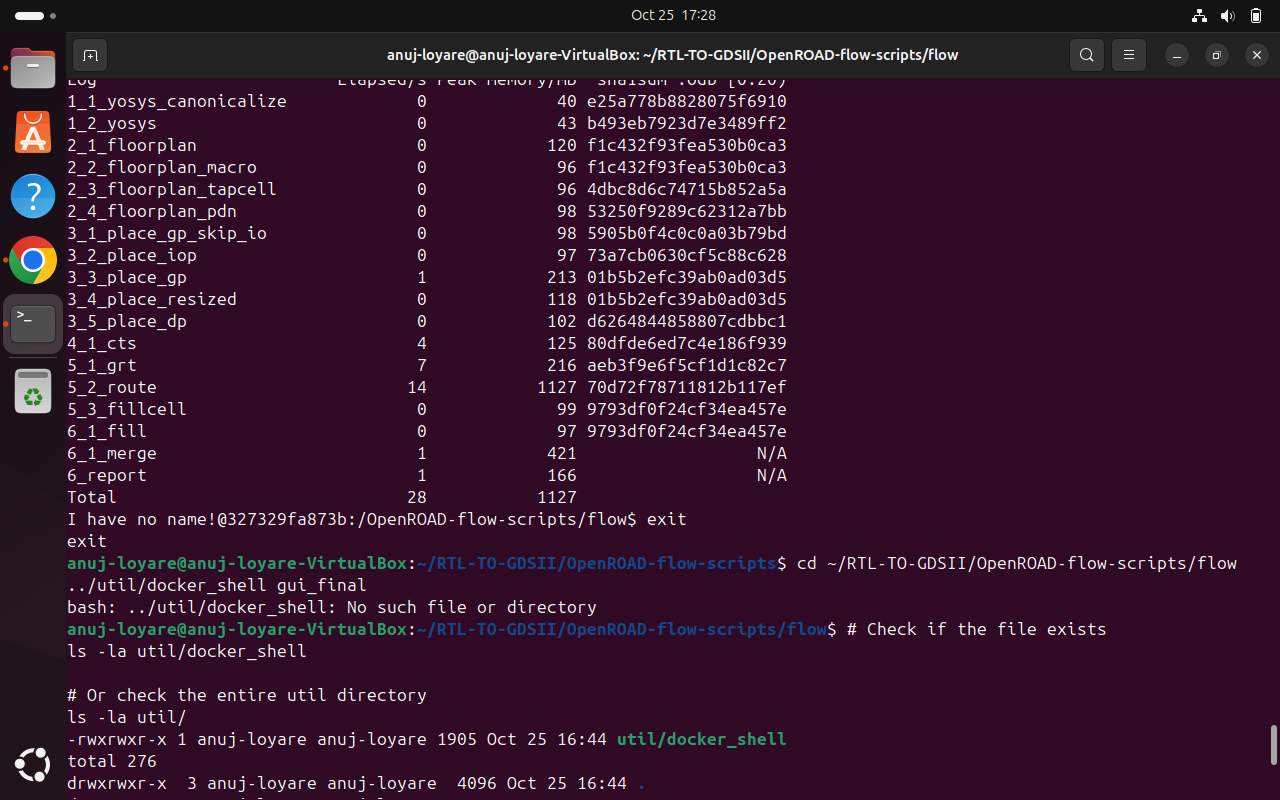 Oct 25 17:28
anuj-loyare@anuj-loyare-VirtualBox: ~/RTL-TO-GDSII/OpenROAD-flow-scripts/flow
Log Elapsed/s Peak Memory/MB sha1sum .odb [0:20)
1_1_yosys_canonicalize 0 40 e25a778b8828075f6910
1_2_yosys 0 43 b493eb7923d7e3489ff2
2_1_floorplan 0 120 f1c432f93fea530b0ca3
2_2_floorplan_macro 0 96 f1c432f93fea530b0ca3
2_3_floorplan_tapcell 0 96 4dbc8d6c74715b852a5a
2_4_floorplan_pdn 0 98 53250f9289c62312a7bb
3_1_place_gp_skip_io 0 98 5905b0f4c0c0a03b79bd
3_2_place_iop 0 97 73a7cb0630cf5c88c628
3_3_place_gp 1 213 01b5b2efc39ab0ad03d5
3_4_place_resized 0 118 01b5b2efc39ab0ad03d5
3_5_place_dp 0 102 d6264844858807cdbbc1
4_1_cts 4 125 80dfde6ed7c4e186f939
5_1_grt 7 216 aeb3f9e6f5cf1d1c82c7
5_2_route 14 1127 70d72f78711812b117ef
5_3_fillcell 0 99 9793df0f24cf34ea457e
6_1_fill 0 97 9793df0f24cf34ea457e
6_1_merge 1 421 N/A
6_report 1 166 N/A
Total 28 1127
I have no name!@327329fa873b:/OpenROAD-flow-scripts/flow$ exit
exit
anuj-loyare@anuj-loyare-VirtualBox:~/RTL-TO-GDSII/OpenROAD-flow-scripts$ cd ~/RTL-TO-GDSII/OpenROAD-flow-scripts/flow
../util/docker_shell gui_final
bash: ../util/docker_shell: No such file or directory
anuj-loyare@anuj-loyare-VirtualBox:~/RTL-TO-GDSII/OpenROAD-flow-scripts/flow$ # Check if the file exists
ls -la util/docker_shell
# Or check the entire util directory
ls -la util/
-rwxrwxr-x 1 anuj-loyare anuj-loyare 1905 Oct 25 16:44 util/docker_shell
total 276
drwxrwxr-x 3 anuj-loyare anuj-loyare 4096 Oct 25 16:44 .